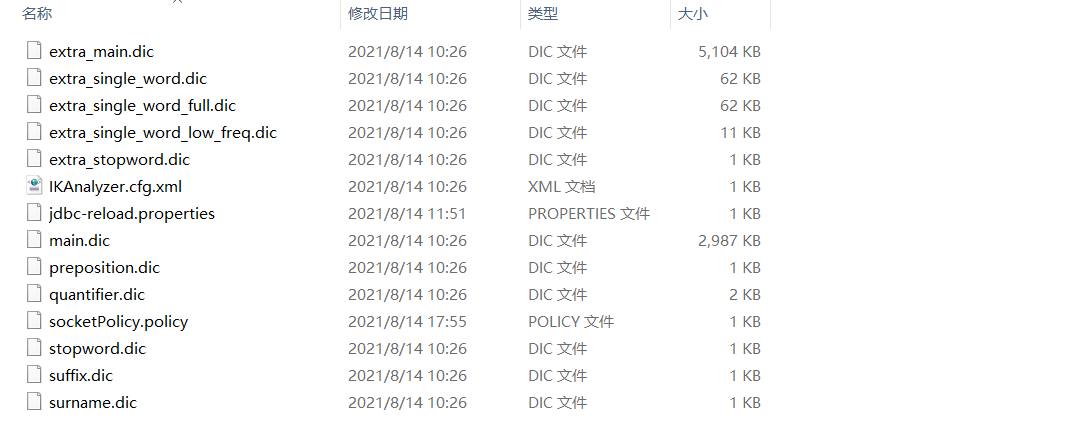 名称 修改日期 类型 大小
extra_main.dic 2021/8/14 10:26 DIC 文件 5,104 KB
extra_single_word.dic 2021/8/14 10:26 DIC 文件 62 KB
extra_single_word_full.dic 2021/8/14 10:26 DIC 文件 62 KB
extra_single_word_low_freq.dic 2021/8/14 10:26 DIC 文件 11 KB
extra_stopword.dic 2021/8/14 10:26 DIC 文件 1 KB
IKAnalyzer.cfg.xml 2021/8/14 10:26 XML 文档 1 KB
jdbc-reload.properties 2021/8/14 11:51 PROPERTIES 文件 1 KB
main.dic 2021/8/14 10:26 DIC 文件 2,987 KB
preposition.dic 2021/8/14 10:26 DIC 文件 1 KB
quantifier.dic 2021/8/14 10:26 DIC 文件 2 KB
socketPolicy.policy 2021/8/14 17:55 POLICY 文件 1 KB
stopword.dic 2021/8/14 10:26 DIC 文件 1 KB
suffix.dic 2021/8/14 10:26 DIC 文件 1 KB
surname.dic 2021/8/14 10:26 DIC 文件 1 KB